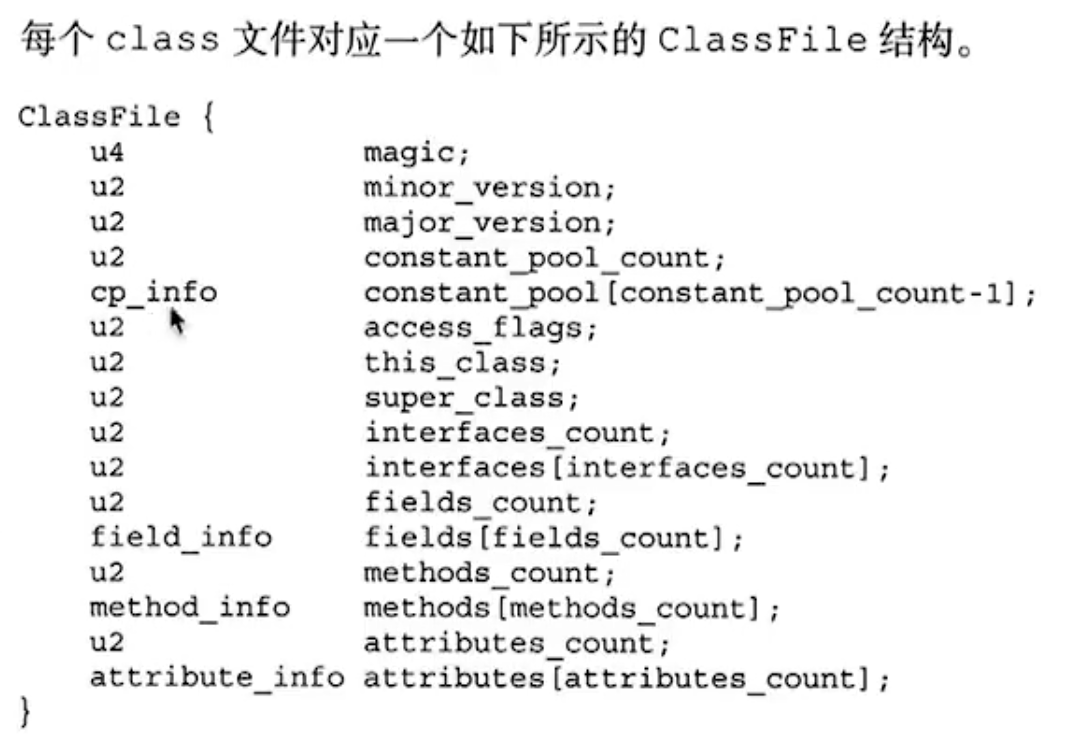 每个 class 文件对应一个如下所示的 ClassFile 结构。
ClassFile {
u4 magic;
u2 minor_version;
u2 major_version;
u2 constant_pool_count;
cp_info constant_pool[constant_pool_count-1];
u2 access_flags;
u2 this_class;
u2 super_class;
u2 interfaces_count;
u2 interfaces[interfaces_count];
u2 fields_count;
field_info fields[fields_count];
u2 methods_count;
method_info methods[methods_count];
u2 attributes_count;
attribute_info attributes[attributes_count];
}